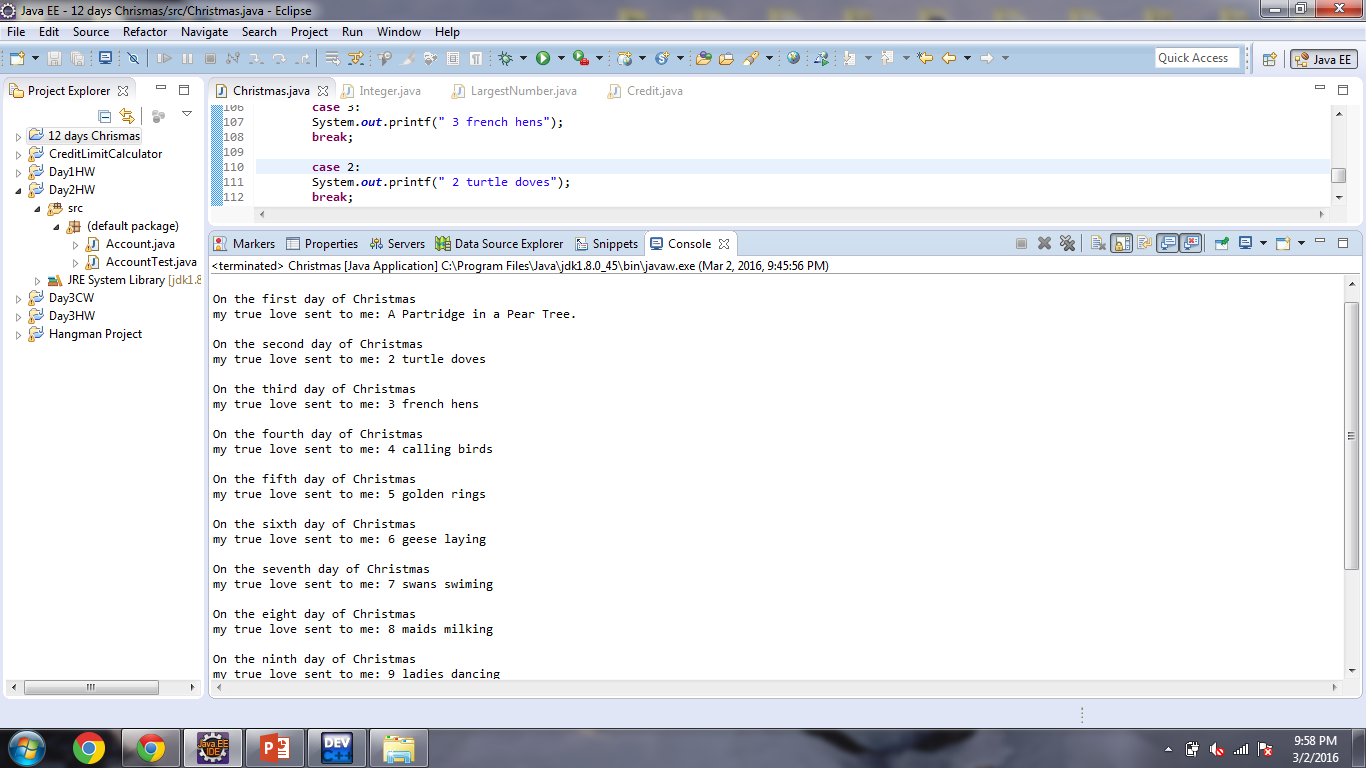 Java EE - 12 days Chrismas/src/Christmas.java - Eclipse
File Edit Source Refactor Navigate Search Project Run Window Help
Quick Access
Java EE
Project Explorer
12 days Chrismas
CreditLimitCalculator
Day1HW
Day2HW
src
(default package)
Account.java
AccountTest.java
JRE System Library [jdk1.8
Day3CW
Day3HW
Hangman Project
Christmas.java Integer.java LargestNumber.java Credit.java
106 case 3:
107 System.out.printf(" 3 french hens");
108 break;
109
110 case 2:
111 System.out.printf(" 2 turtle doves");
112 break;
Markers Properties Servers Data Source Explorer Snippets Console
<terminated> Christmas [Java Application] C:\Program Files\Java\jdk1.8.0_45\bin\javaw.exe (Mar 2, 2016, 9:45:56 PM)
On the first day of Christmas
my true love sent to me: A Partridge in a Pear Tree.
On the second day of Christmas
my true love sent to me: 2 turtle doves
On the third day of Christmas
my true love sent to me: 3 french hens
On the fourth day of Christmas
my true love sent to me: 4 calling birds
On the fifth day of Christmas
my true love sent to me: 5 golden rings
On the sixth day of Christmas
my true love sent to me: 6 geese laying
On the seventh day of Christmas
my true love sent to me: 7 swans swiming
On the eight day of Christmas
my true love sent to me: 8 maids milking
On the ninth day of Christmas
my true love sent to me: 9 ladies dancing
Java EE
IDE
DEV
C++
9:58 PM
3/2/2016